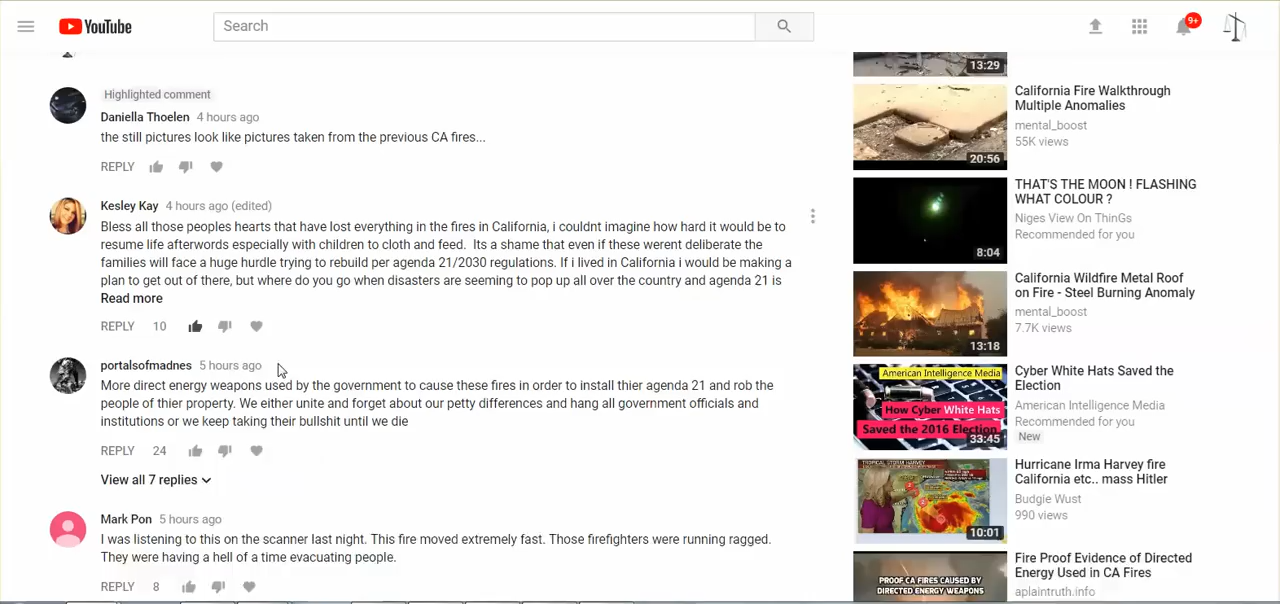 YouTube
Search
9+
Highlighted comment
Daniella Thoelen 4 hours ago
the still pictures look like pictures taken from the previous CA fires...
REPLY
Kesley Kay 4 hours ago (edited)
Bless all those peoples hearts that have lost everything in the fires in California, i couldnt imagine how hard it would be to
resume life afterwords especially with children to cloth and feed. Its a shame that even if these werent deliberate the
families will face a huge hurdle trying to rebuild per agenda 21/2030 regulations. If i lived in California i would be making a
plan to get out of there, but where do you go when disasters are seeming to pop up all over the country and agenda 21 is
Read more
REPLY 10
portalsofmadnes 5 hours ago
More direct energy weapons used by the government to cause these fires in order to install thier agenda 21 and rob the
people of thier property. We either unite and forget about our petty differences and hang all government officials and
institutions or we keep taking their bullshit until we die
REPLY 24
View all 7 replies
Mark Pon 5 hours ago
I was listening to this on the scanner last night. This fire moved extremely fast. Those firefighters were running ragged.
They were having a hell of a time evacuating people.
REPLY 8
13:29
20:56
California Fire Walkthrough
Multiple Anomalies
mental_boost
55K views
8:04
THAT'S THE MOON ! FLASHING
WHAT COLOUR ?
Niges View On ThinGs
Recommended for you
13:18
California Wildfire Metal Roof
on Fire - Steel Burning Anomaly
mental_boost
7.7K views
American Intelligence Media
How Cyber White Hats
Saved the 2016 Election
33:45
Cyber White Hats Saved the
Election
American Intelligence Media
Recommended for you
New
TROPICAL STORM HARVEY
10:01
Hurricane Irma Harvey fire
California etc.. mass Hitler
Budgie Wust
990 views
PROOF CA FIRES CAUSED BY
DIRECTED ENERGY WEAPONS
Fire Proof Evidence of Directed
Energy Used in CA Fires
aplaintruth.info